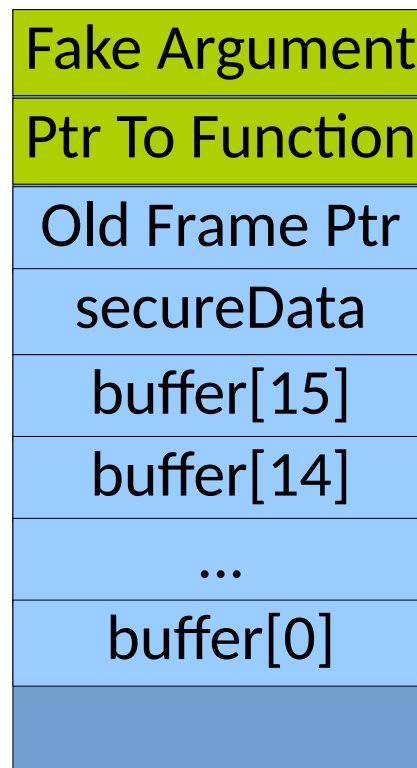 Fake Argument
Ptr To Function
Old Frame Ptr
secureData
buffer[15]
buffer[14]
...
buffer[0]